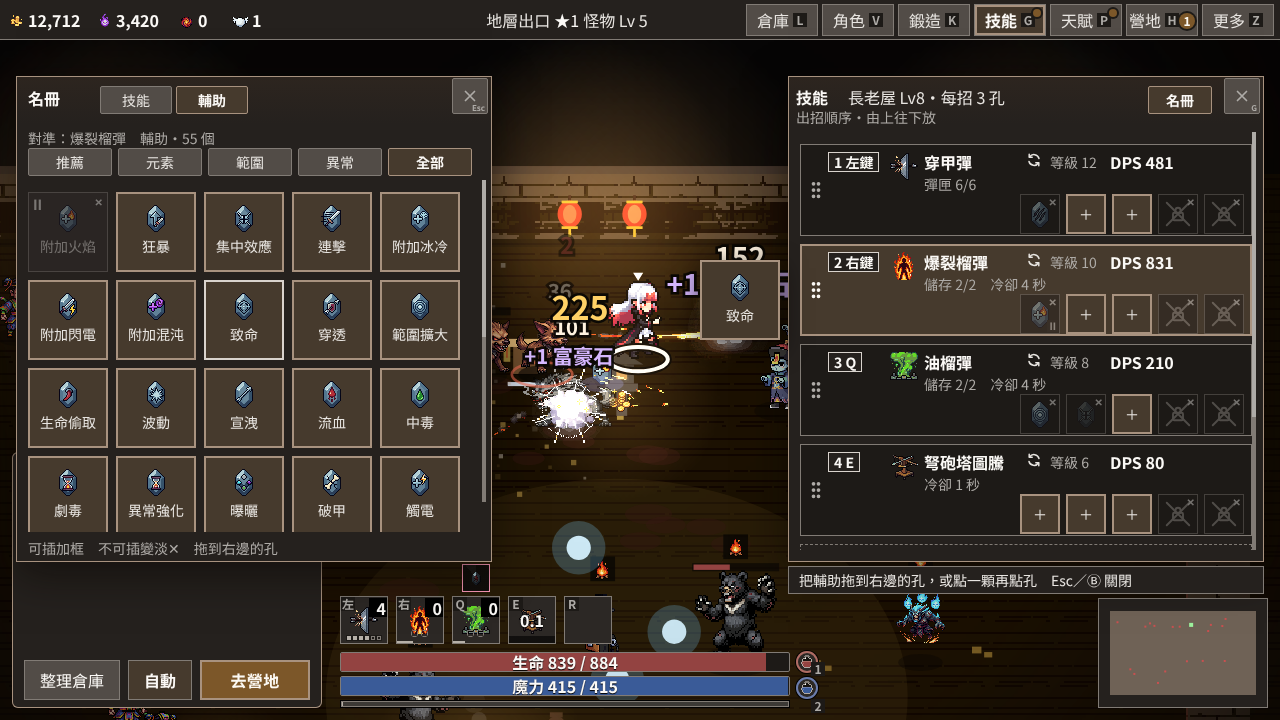 12,712 3,420 0 1
地層出口 ★1 怪物 Lv 5
倉庫 L 角色 V 鍛造 K 技能 G 天賦 P 營地 H 1 更多 Z
名冊 技能 輔助 × Esc
對準：爆裂榴彈 輔助・55 個
推薦 元素 範圍 異常 全部
附加火焰 狂暴 集中效應 連擊 附加冰冷
附加閃電 附加混沌 致命 穿透 範圍擴大
生命偷取 波動 宣洩 流血 中毒
劇毒 異常強化 曝曬 破甲 觸電
可插加框 不可插變淡✕ 拖到右邊的孔
2
152
+1
36
225
101
+1 富豪石
致命
技能 長老屋 Lv8・每招 3 孔 名冊 × G
出招順序・由上往下放
1 左鍵 穿甲彈 等級 12 DPS 481
彈匣 6/6
2 右鍵 爆裂榴彈 等級 10 DPS 831
儲存 2/2 冷卻 4 秒
3 Q 油榴彈 等級 8 DPS 210
儲存 2/2 冷卻 4 秒
4 E 弩砲塔圖騰 等級 6 DPS 80
冷卻 1 秒
把輔助拖到右邊的孔，或點一顆再點孔 Esc／Ⓑ 關閉
左 4 右 0 Q 0 E 0.1 R
生命 839 / 884
1
魔力 415 / 415
2
整理倉庫 自動 去營地